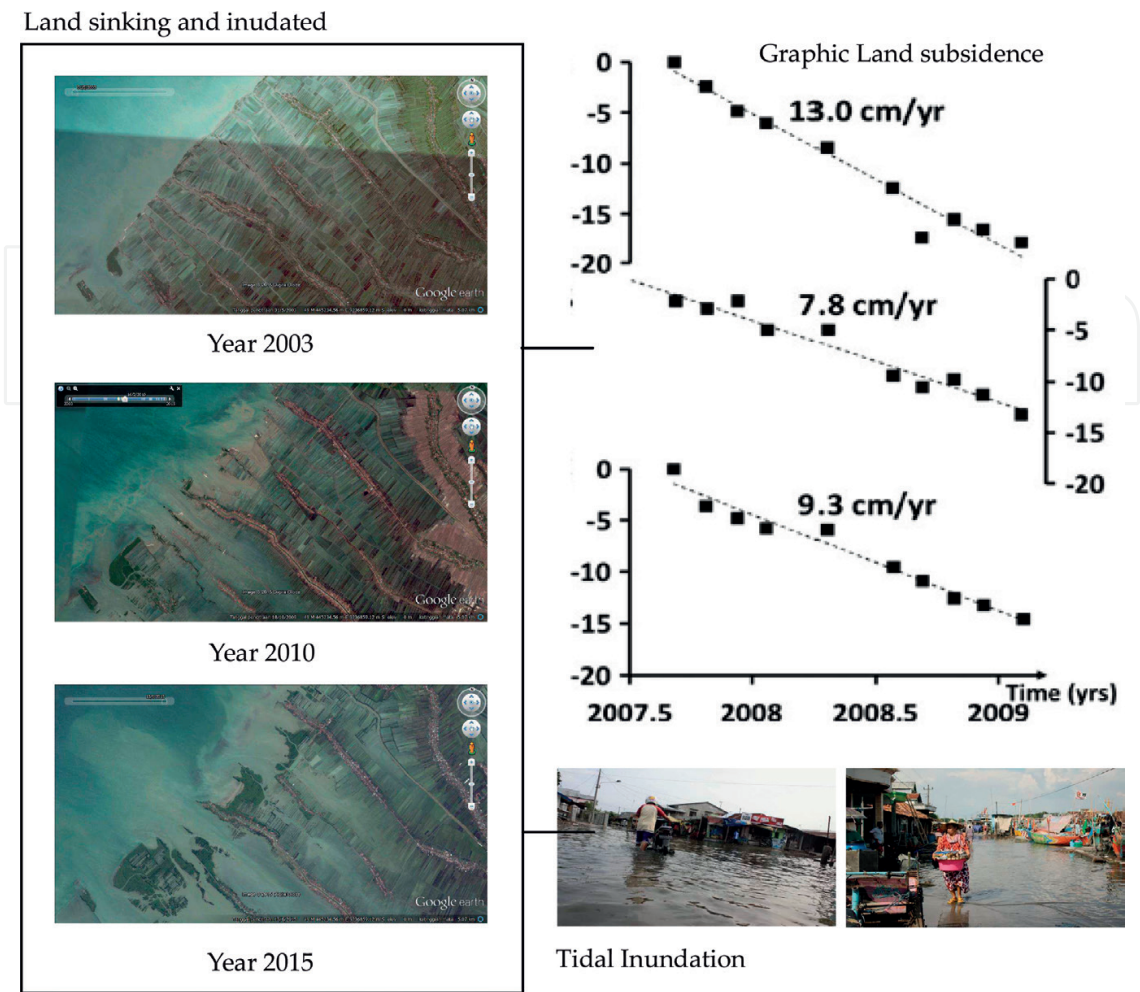 Land sinking and inudated
Google earth
Year 2003
Google earth
Year 2010
Google earth
Year 2015
Graphic Land subsidence
0
-5
-10
-15
-20
13.0 cm/yr
0
-5
-10
-15
-20
7.8 cm/yr
0
-5
-10
-15
-20
9.3 cm/yr
Time (yrs)
2007.5 2008 2008.5 2009
Tidal Inundation